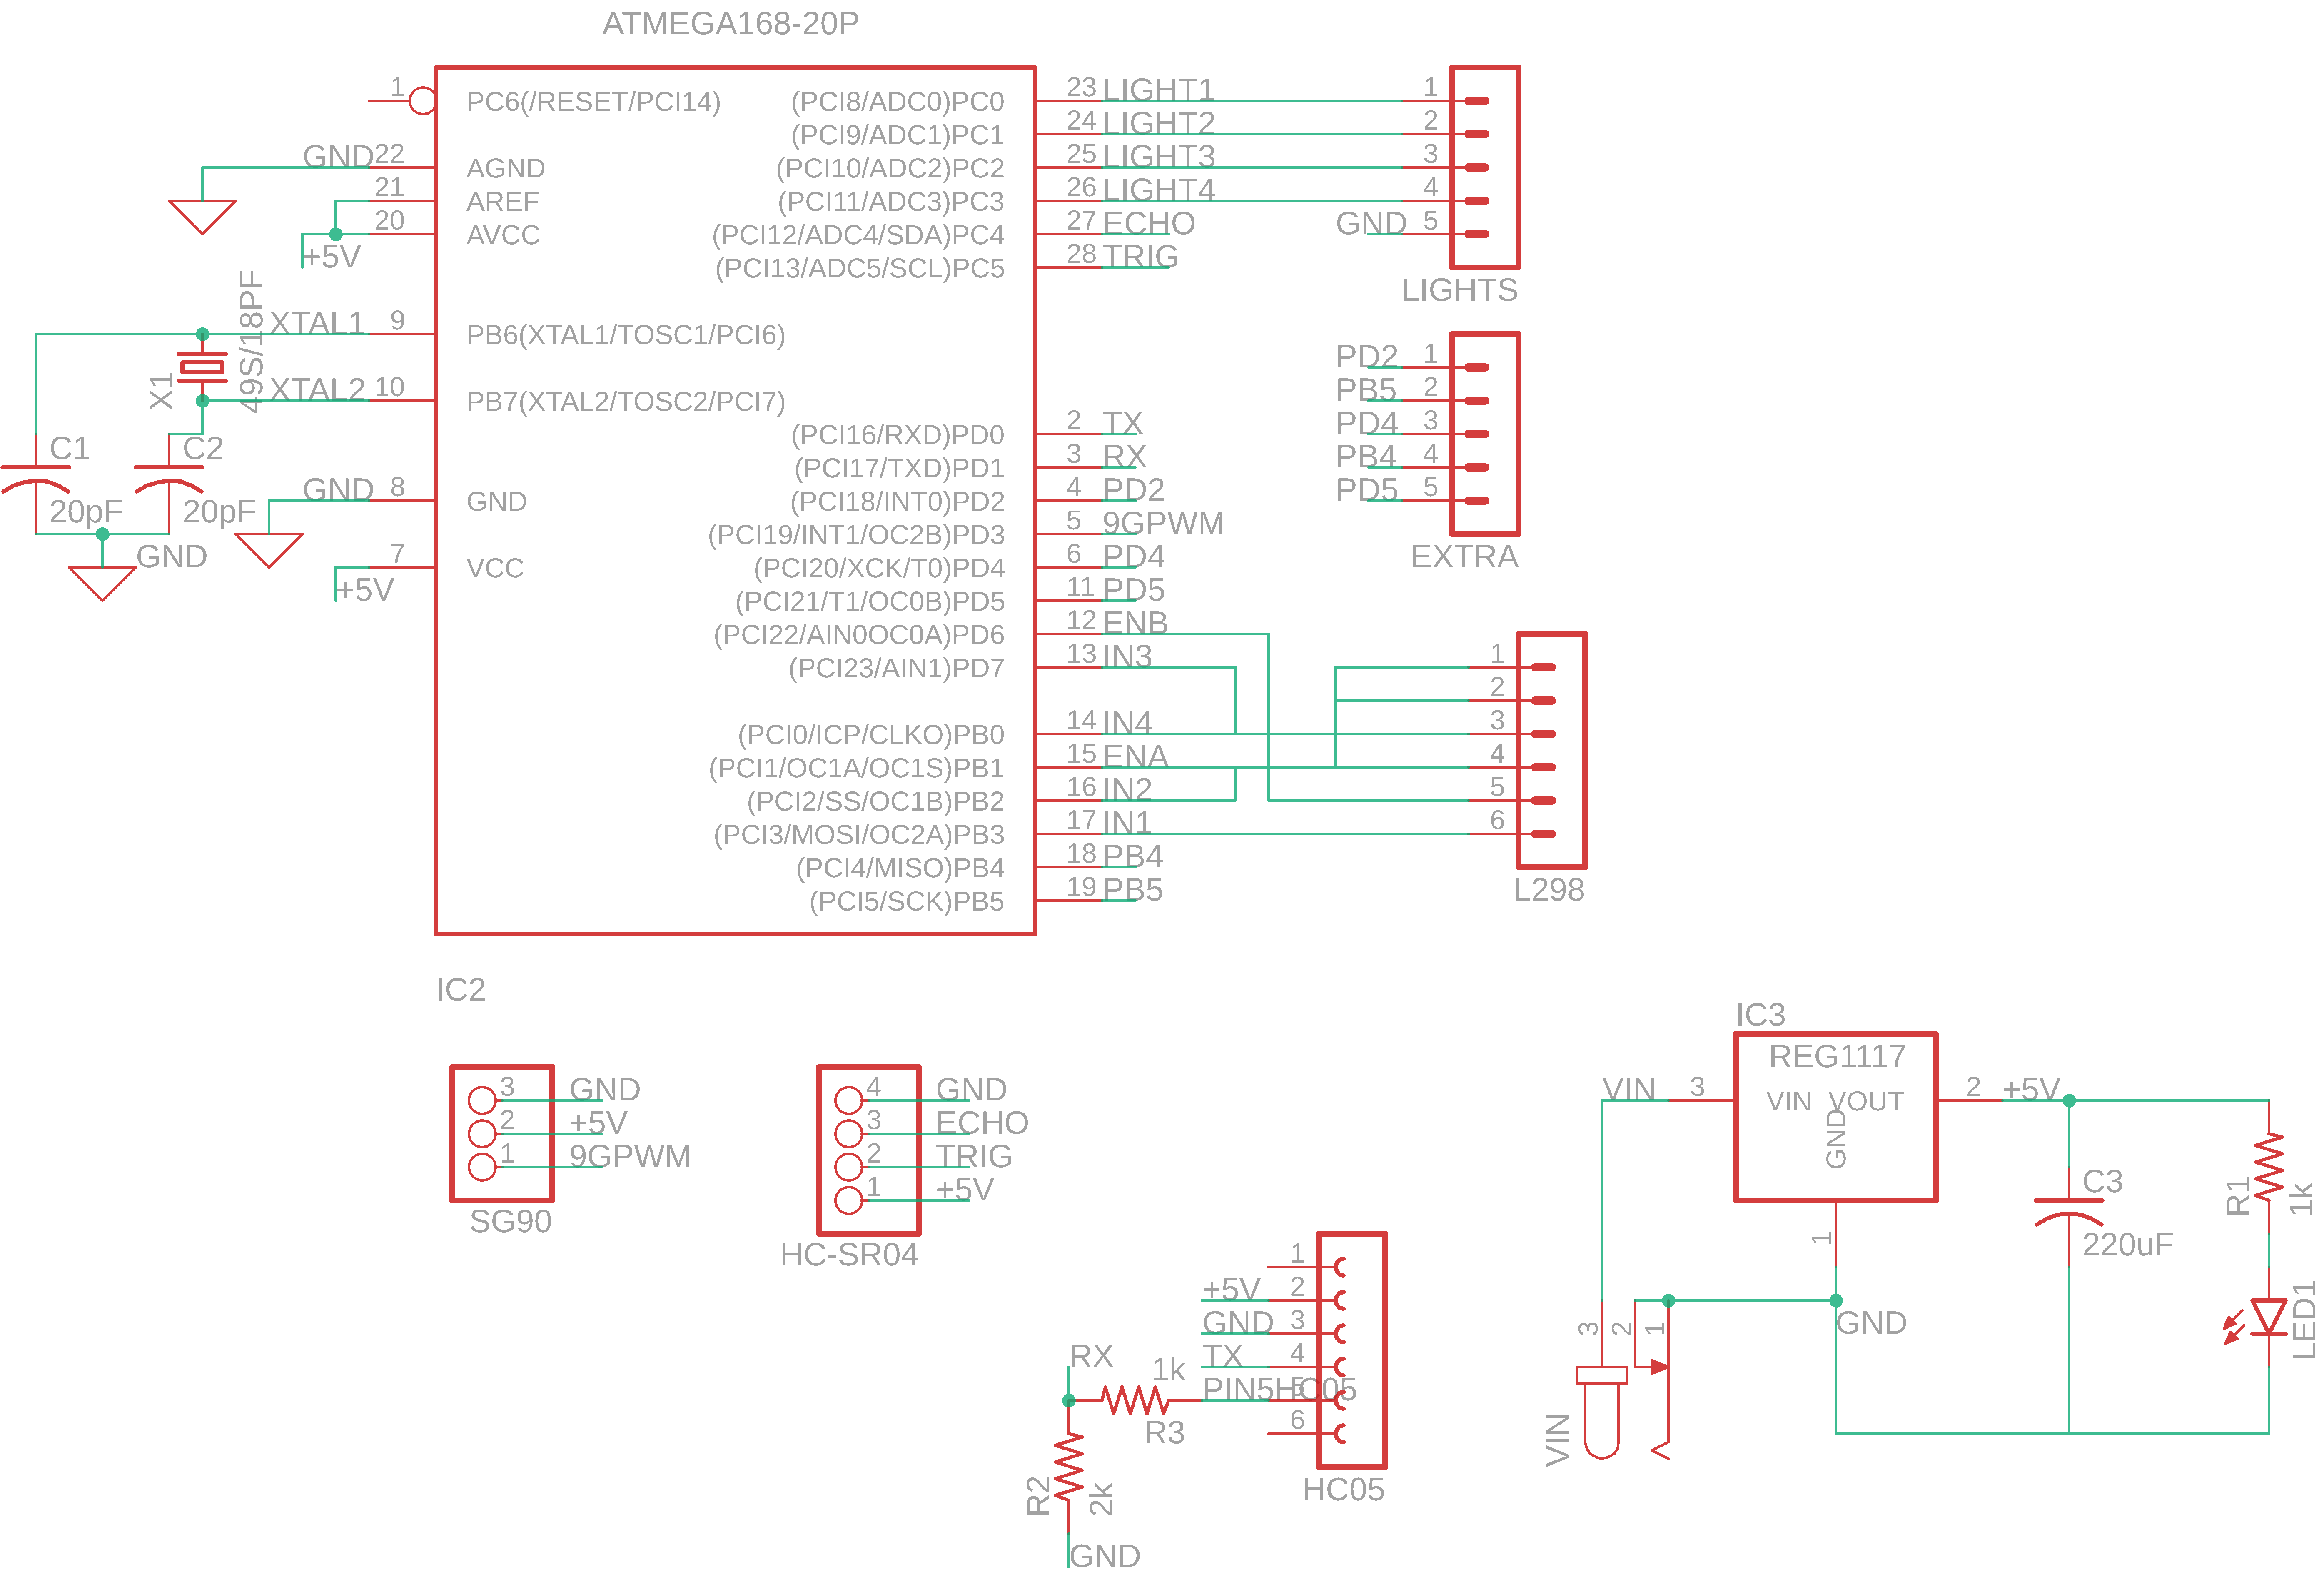 ATMEGA168-20P
1 PC6(/RESET/PCI14) (PCI8/ADC0)PC0 23 LIGHT1 1
(PCI9/ADC1)PC1 24 LIGHT2 2
GND 22 AGND (PCI10/ADC2)PC2 25 LIGHT3 3
21 AREF (PCI11/ADC3)PC3 26 LIGHT4 4
20 AVCC (PCI12/ADC4/SDA)PC4 27 ECHO GND 5
+5V (PCI13/ADC5/SCL)PC5 28 TRIG
LIGHTS
XTAL1 9 PB6(XTAL1/TOSC1/PCI6)
X1 49S/18PF
XTAL2 10 PB7(XTAL2/TOSC2/PCI7)
PD2 1
PB5 2
PD4 3
PB4 4
PD5 5
EXTRA
C1 20pF
C2 20pF
GND
GND 8 GND
7 VCC
+5V
(PCI16/RXD)PD0 2 TX
(PCI17/TXD)PD1 3 RX
(PCI18/INT0)PD2 4 PD2
(PCI19/INT1/OC2B)PD3 5 9GPWM
(PCI20/XCK/T0)PD4 6 PD4
(PCI21/T1/OC0B)PD5 11 PD5
(PCI22/AIN0OC0A)PD6 12 ENB
(PCI23/AIN1)PD7 13 IN3
(PCI0/ICP/CLKO)PB0 14 IN4
(PCI1/OC1A/OC1S)PB1 15 ENA
(PCI2/SS/OC1B)PB2 16 IN2
(PCI3/MOSI/OC2A)PB3 17 IN1
(PCI4/MISO)PB4 18 PB4
(PCI5/SCK)PB5 19 PB5
1
2
3
4
5
6
L298
IC2
3 GND
2 +5V
1 9GPWM
SG90
4 GND
3 ECHO
2 TRIG
1 +5V
HC-SR04
1
+5V 2
GND 3
TX 4
PIN5HC05 5
6
HC05
RX
1k
R3
R2 2k
GND
IC3
REG1117
VIN 3 VIN VOUT 2 +5V
GND
1
GND
3 2 1
VIN
C3
220uF
R1 1k
LED1